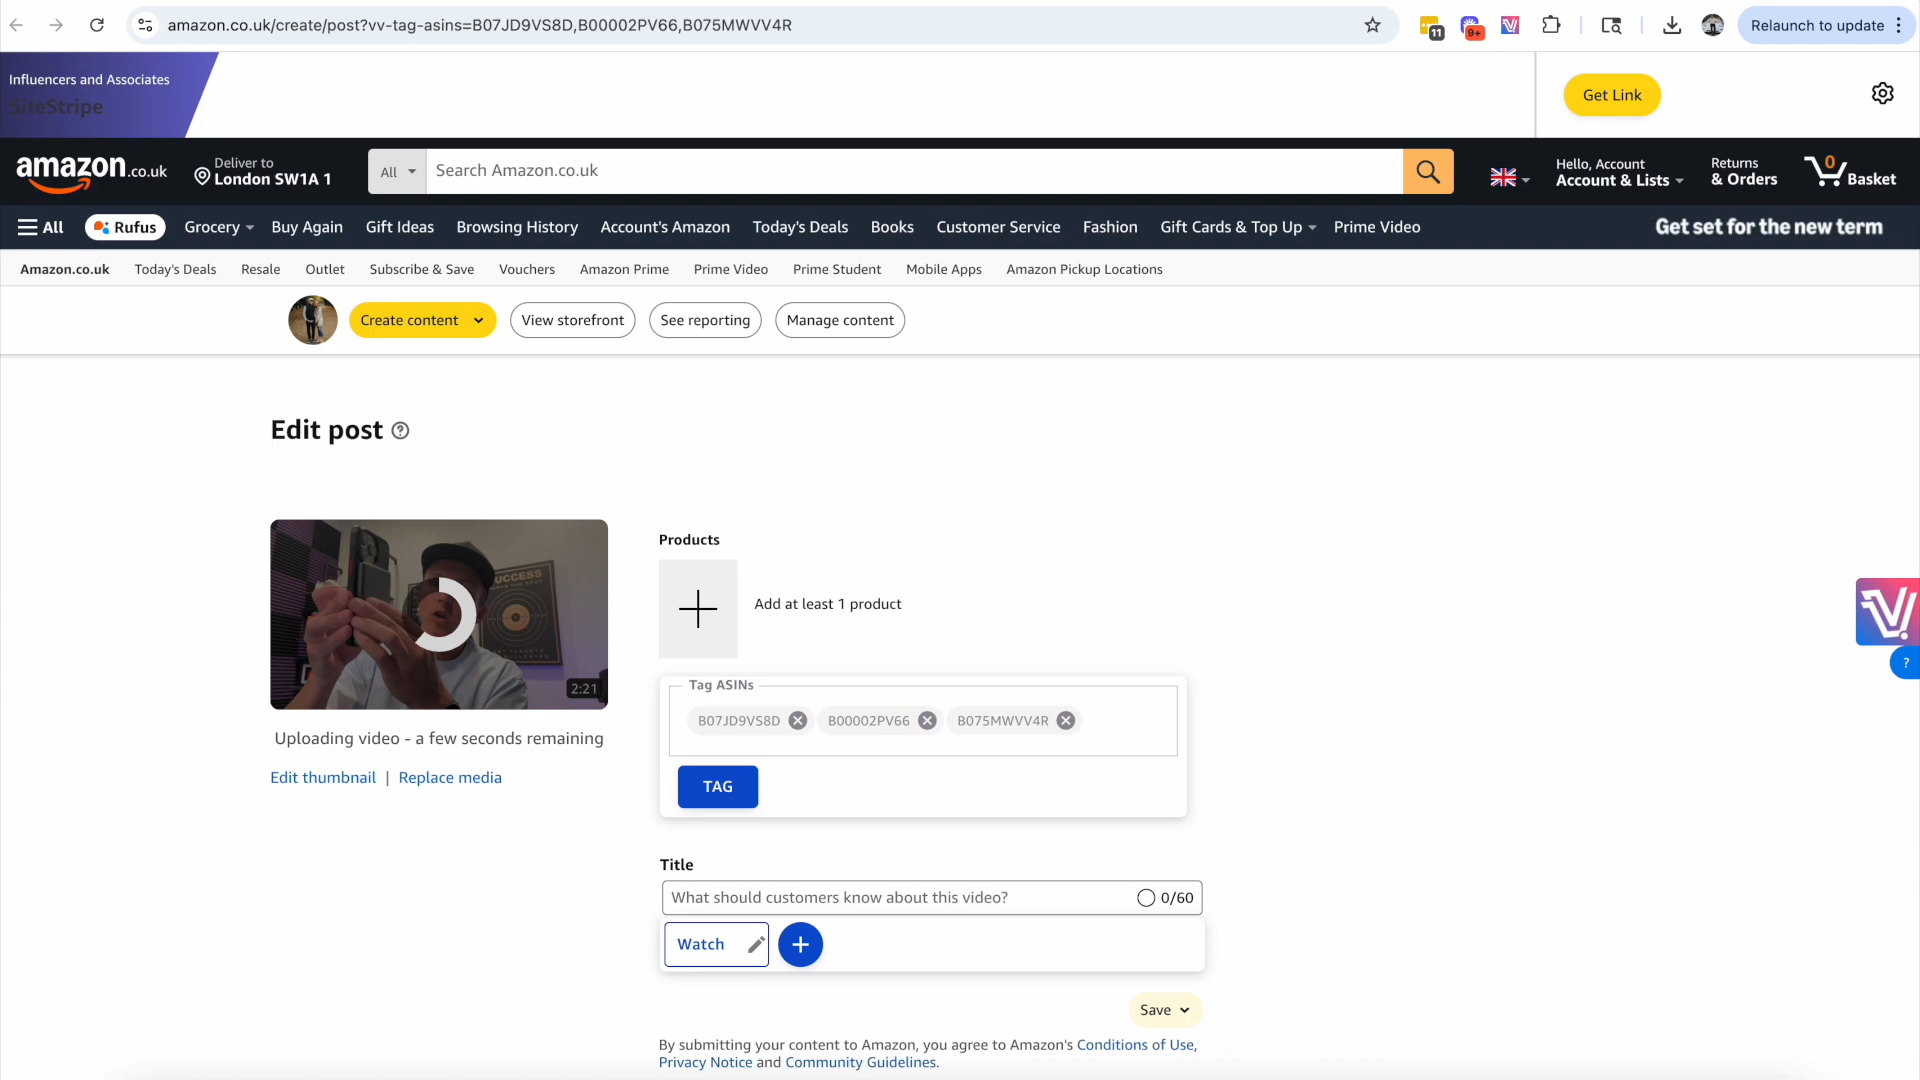 amazon.co.uk/create/post?vv-tag-asins=B07JD9VS8D,B00002PV66,B075MWVV4R
11
9+
Relaunch to update
Influencers and Associates
SiteStripe
Get Link
amazon.co.uk
Deliver to
London SW1A 1
All
Search Amazon.co.uk
Hello, Account
Account & Lists
Returns
& Orders
0
Basket
All
Rufus
Grocery
Buy Again
Gift Ideas
Browsing History
Account's Amazon
Today's Deals
Books
Customer Service
Fashion
Gift Cards & Top Up
Prime Video
Get set for the new term
Amazon.co.uk
Today's Deals
Resale
Outlet
Subscribe & Save
Vouchers
Amazon Prime
Prime Video
Prime Student
Mobile Apps
Amazon Pickup Locations
Create content
View storefront
See reporting
Manage content
Edit post
?
SUCCESS
2:21
Uploading video - a few seconds remaining
Edit thumbnail | Replace media
Products
Add at least 1 product
Tag ASINs
B07JD9VS8D
B00002PV66
B075MWVV4R
TAG
?
Title
What should customers know about this video?
0/60
Watch
Save
By submitting your content to Amazon, you agree to Amazon's Conditions of Use,
Privacy Notice and Community Guidelines.